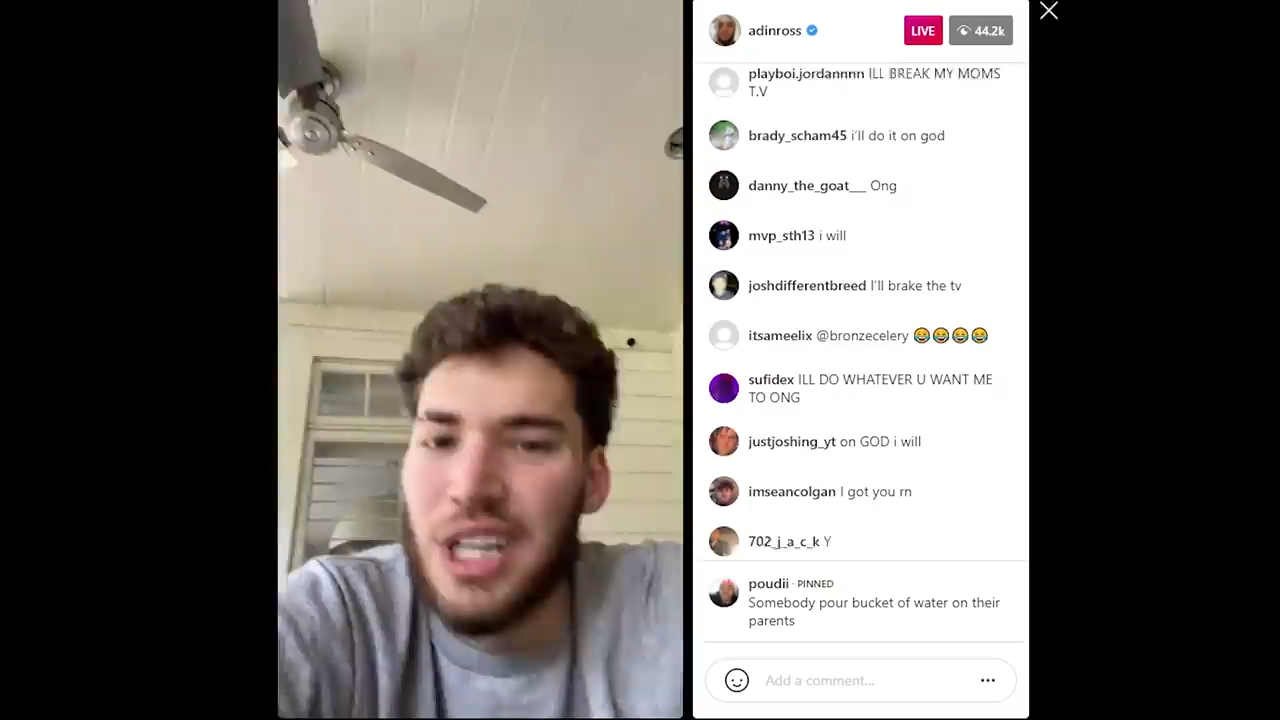 adinross
LIVE
44.2k
playboi.jordannnn ILL BREAK MY MOMS
T.V
brady_scham45 i'll do it on god
danny_the_goat__ Ong
mvp_sth13 i will
joshdifferentbreed I'll brake the tv
itsameelix @bronzecelery 😂😂😂😂
sufidex ILL DO WHATEVER U WANT ME
TO ONG
justjoshing_yt on GOD i will
imseancolgan I got you rn
702_j_a_c_k Y
poudii · PINNED
Somebody pour bucket of water on their
parents
Add a comment...